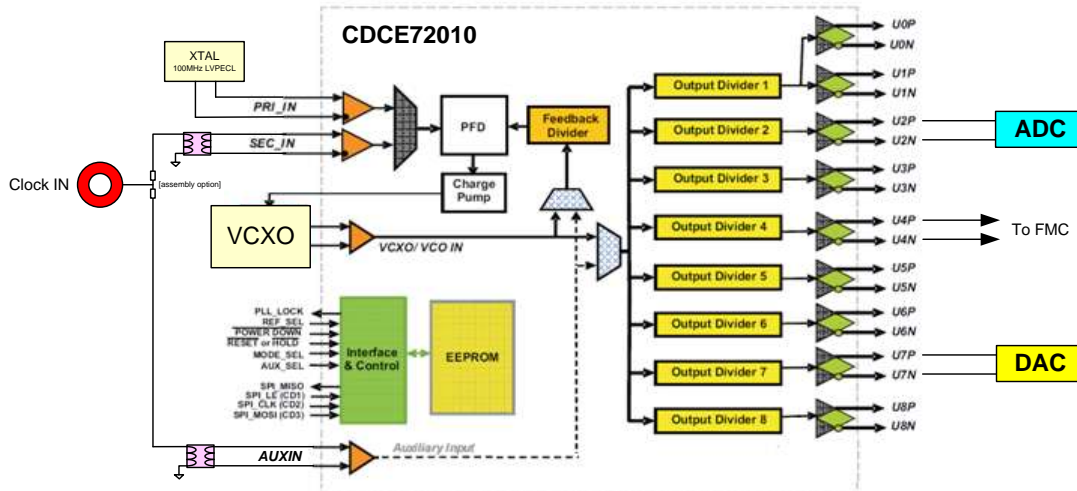 CDCE72010
XTAL
100MHz LVPECL
PRI_IN
SEC_IN
Clock IN
[assembly option]
PFD
Feedback
Divider
Charge
Pump
VCXO
VCXO/ VCO IN
PLL_LOCK
REF_SEL
POWER DOWN
RESET or HOLD
MODE_SEL
AUX_SEL
SPI_MISO
SPI_LE (CD1)
SPI_CLK (CD2)
SPI_MOSI (CD3)
Interface
& Control
EEPROM
AUXIN
Auxiliary Input
Output Divider 1
Output Divider 2
Output Divider 3
Output Divider 4
Output Divider 5
Output Divider 6
Output Divider 7
Output Divider 8
U0P
U0N
U1P
U1N
U2P
U2N
U3P
U3N
U4P
U4N
U5P
U5N
U6P
U6N
U7P
U7N
U8P
U8N
ADC
To FMC
DAC